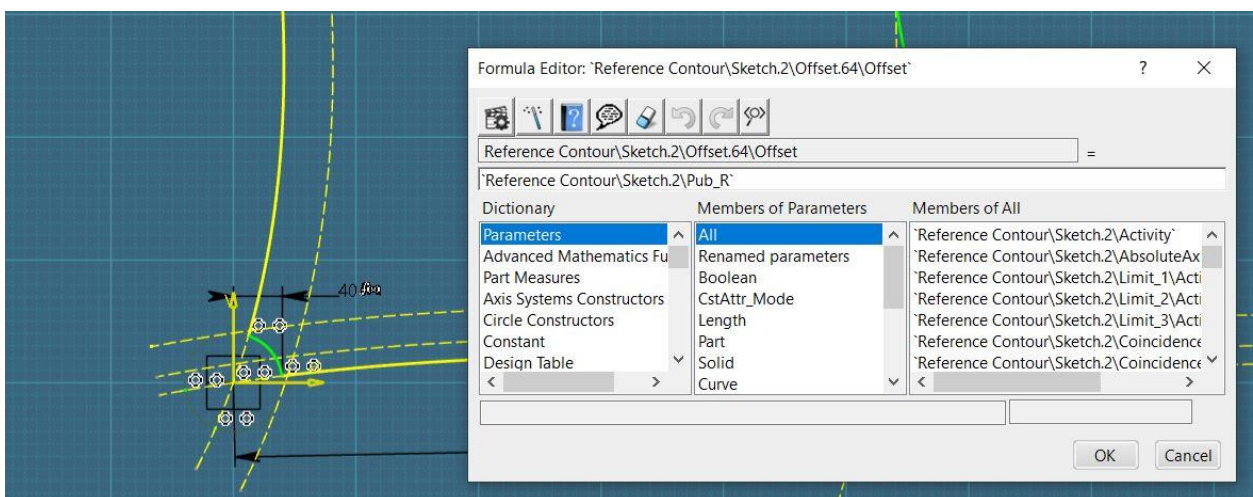 Formula Editor: `Reference Contour\Sketch.2\Offset.64\Offset` ? X
Reference Contour\Sketch.2\Offset.64\Offset =
`Reference Contour\Sketch.2\Pub_R`
Dictionary Members of Parameters Members of All
Parameters All `Reference Contour\Sketch.2\Activity`
Advanced Mathematics Fu Renamed parameters `Reference Contour\Sketch.2\AbsoluteAx
Part Measures Boolean `Reference Contour\Sketch.2\Limit_1\Acti
Axis Systems Constructors CstAttr_Mode `Reference Contour\Sketch.2\Limit_2\Acti
Circle Constructors Length `Reference Contour\Sketch.2\Limit_3\Acti
Constant Part `Reference Contour\Sketch.2\Coincidence
Design Table Solid `Reference Contour\Sketch.2\Coincidence
Curve
40
OK Cancel